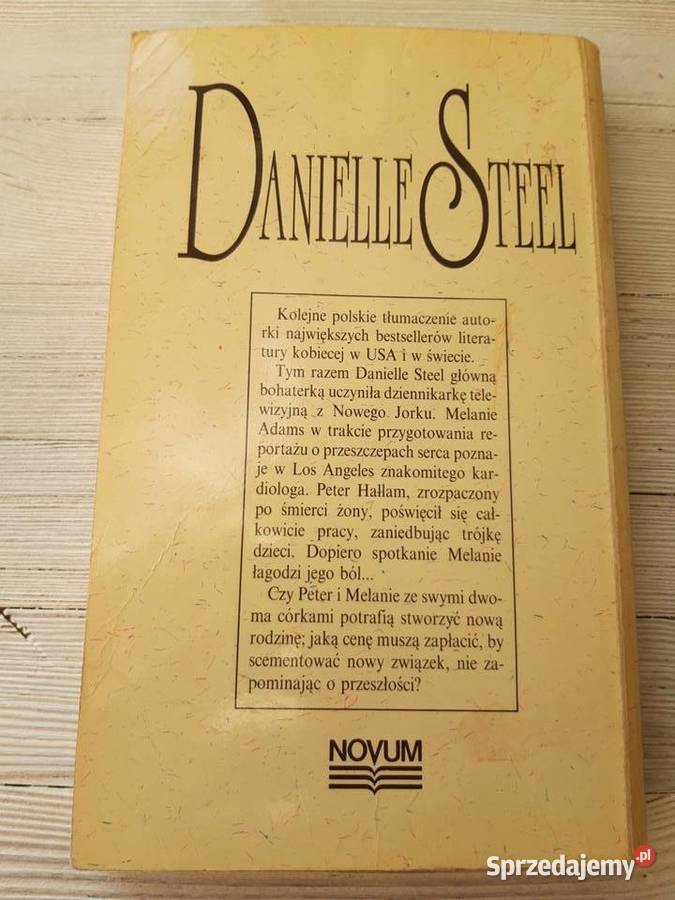 DANIELLE STEEL
Kolejne polskie tłumaczenie auto-
rki największych bestsellerów litera-
tury kobiecej w USA i w świecie.
Tym razem Danielle Steel główną
bohaterką uczyniła dziennikarkę tele-
wizyjną z Nowego Jorku. Melanie
Adams w trakcie przygotowania re-
portażu o przeszczepach serca pozna-
je w Los Angeles znakomitego kar-
diologa. Peter Hallam, zrozpaczony
po śmierci żony, poświęcił się cał-
kowicie pracy, zaniedbując trójkę
dzieci. Dopiero spotkanie Melanie
łagodzi jego ból...
Czy Peter i Melanie ze swymi dwo-
ma córkami potrafią stworzyć nową
rodzinę; jaką cenę muszą zapłacić, by
scementować nowy związek, nie za-
pominając o przeszłości?
NOVUM
Sprzedajemy.pl